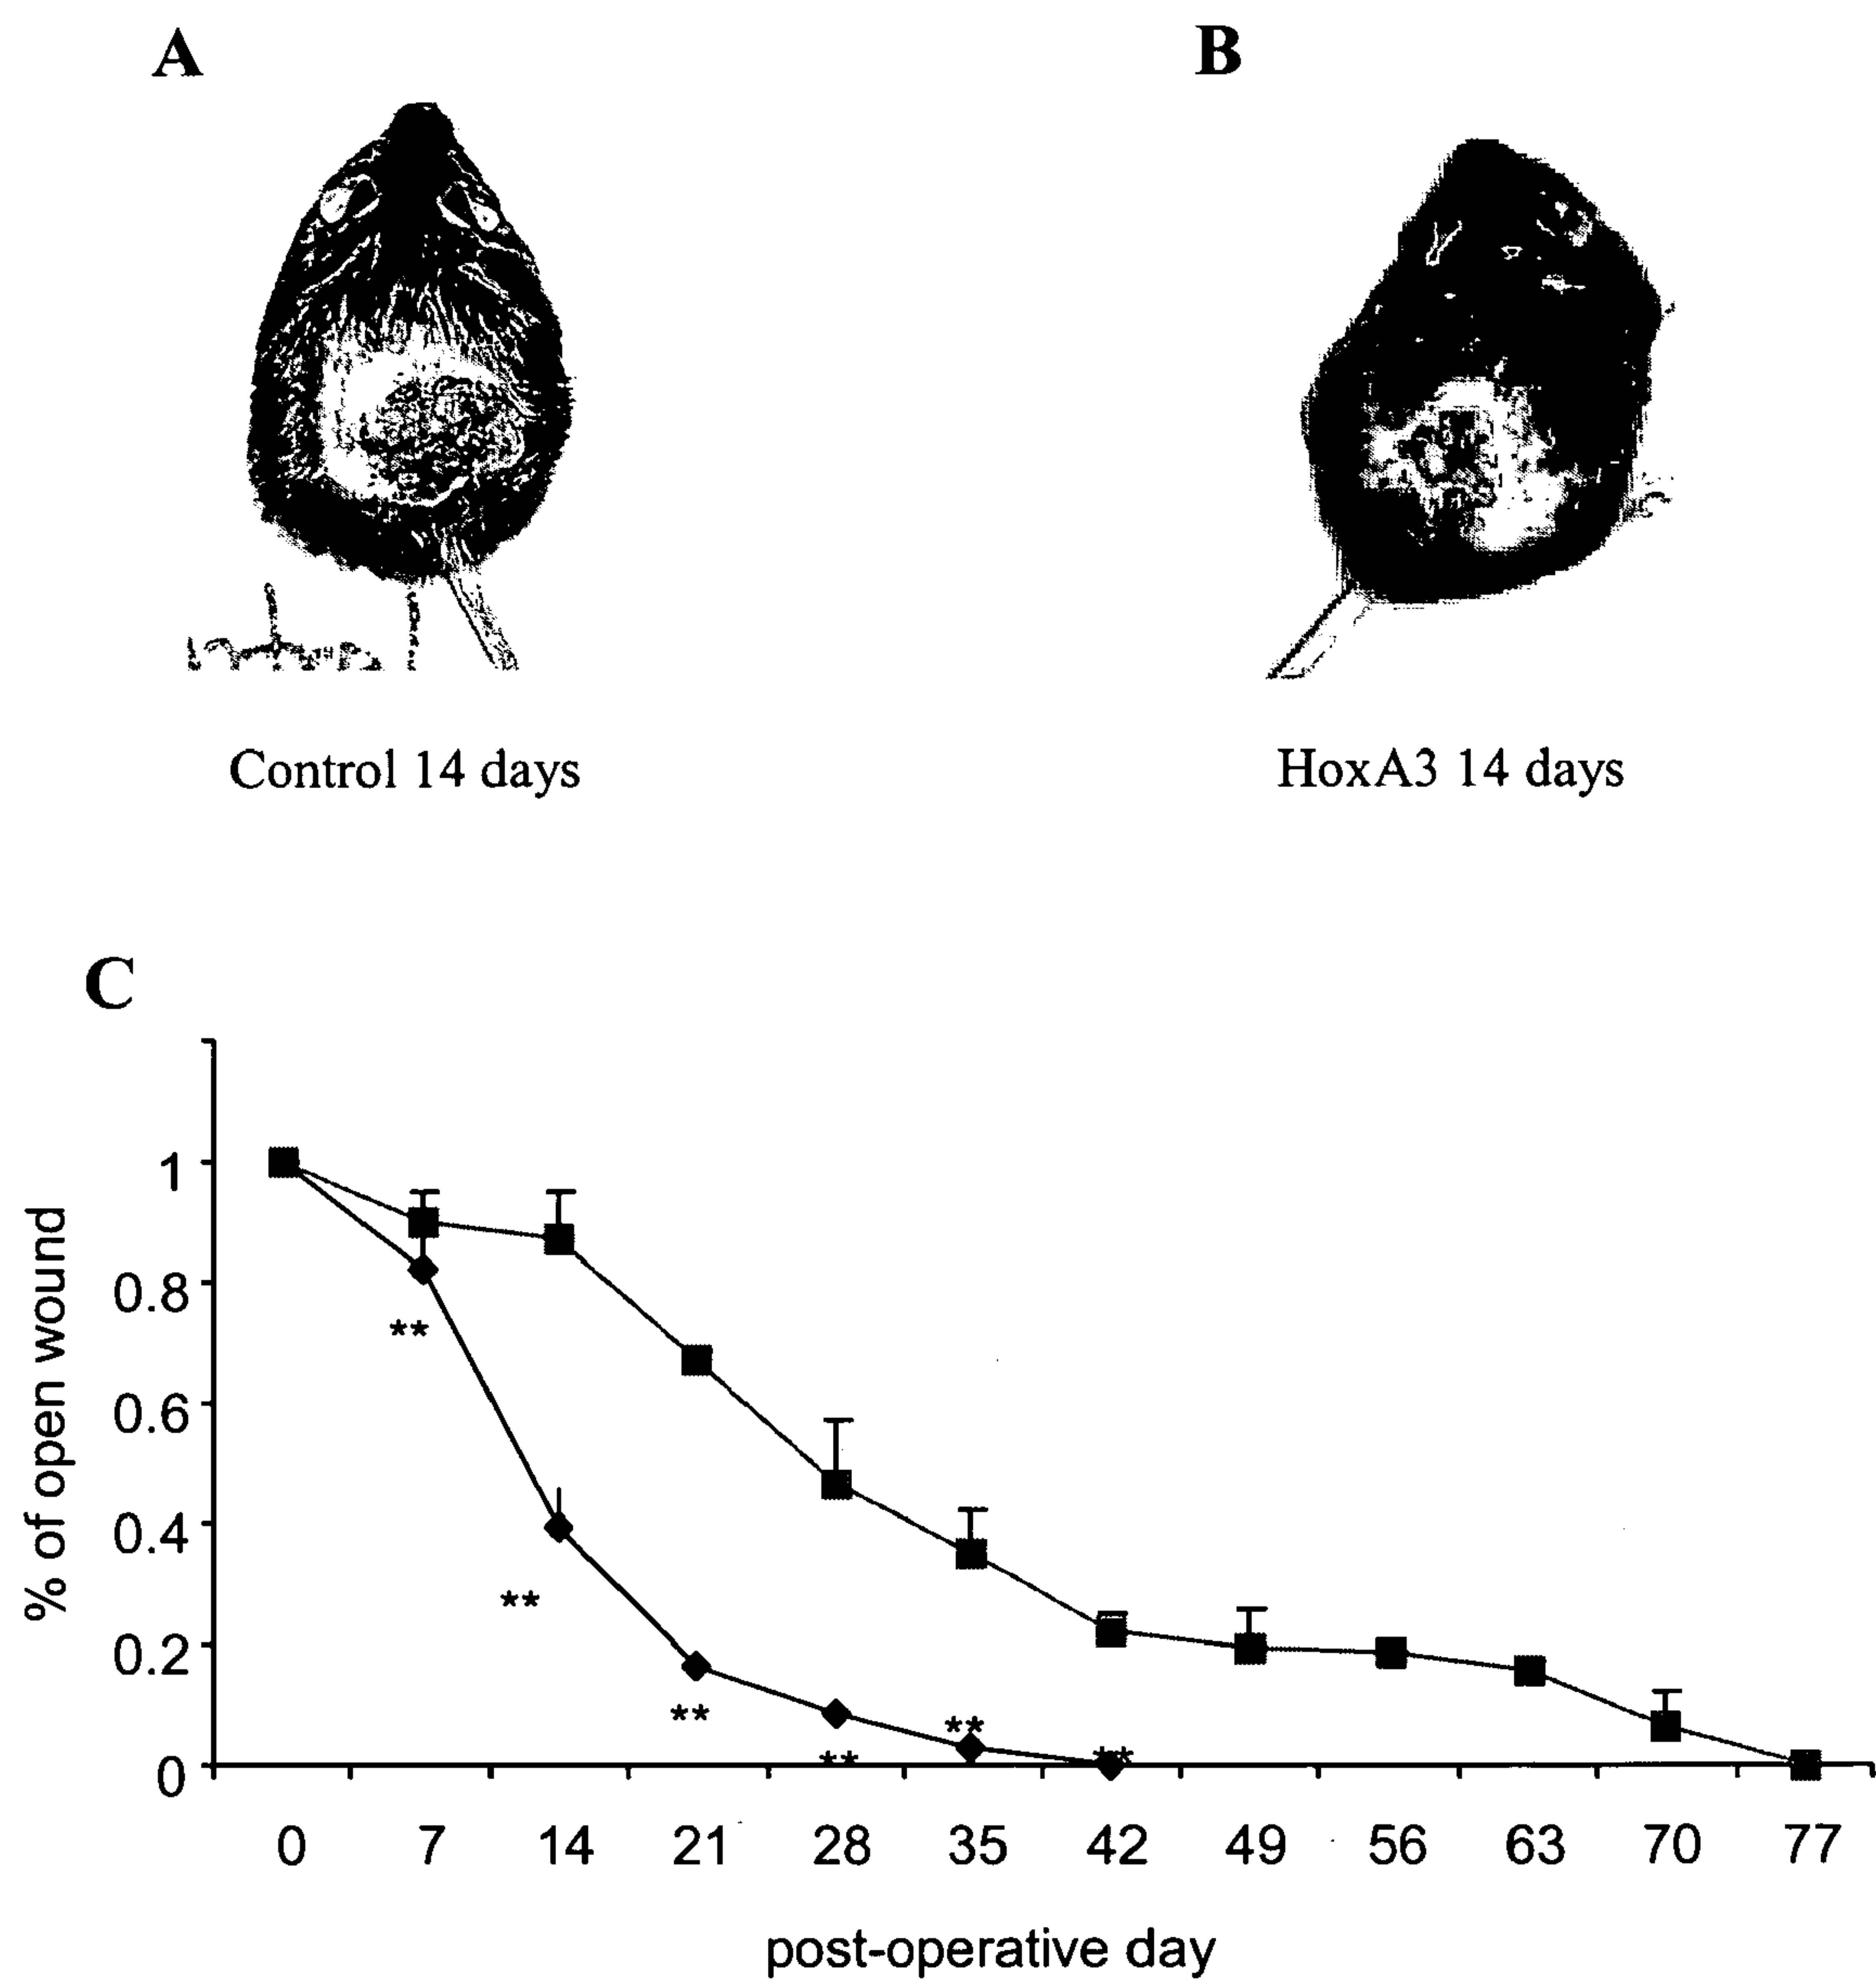 A
B
Control 14 days
HoxA3 14 days
C
% of open wound
1
0.8
0.6
0.4
0.2
0
**
**
**
**
**
**
0 7 14 21 28 35 42 49 56 63 70 77
post-operative day